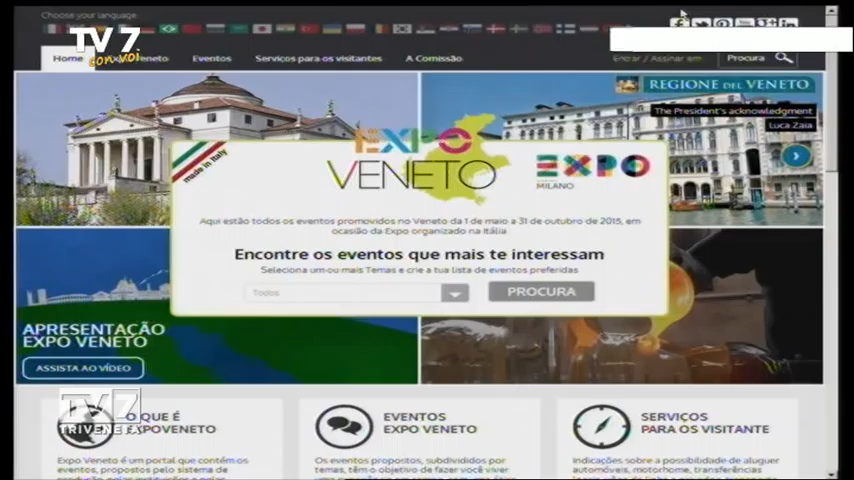 Choose your language
TV7
con voi
Home
Eventos
Serviços para os visitantes
A Comissão
Entrar / Assinar em
Procura
REGIONE DEL VENETO
The President's acknowledgment
Luca Zaia
made in Italy
EXPO
VENETO
EXPO
MILANO
Aqui estão todos os eventos promovidos no Veneto da 1 de maio a 31 de outubro de 2015, em
ocasião da Expo organizado na Itália
Encontre os eventos que mais te interessam
Seleciona um ou mais Temas e crie a tua lista de eventos preferidas
Todos
PROCURA
APRESENTAÇÃO
EXPO VENETO
ASSISTA AO VÍDEO
TV7
TRIVENETA
O QUE É
EXPOVENETO
Expo Veneto é um portal que contém os
eventos, propostos pelo sistema de
EVENTOS
EXPO VENETO
Os eventos propostos, subdivididos por
temas, têm o objetivo de fazer você viver
SERVIÇOS
PARA OS VISITANTE
Indicações sobre a possibilidade de aluguer
automóveis, motorhome, transferências